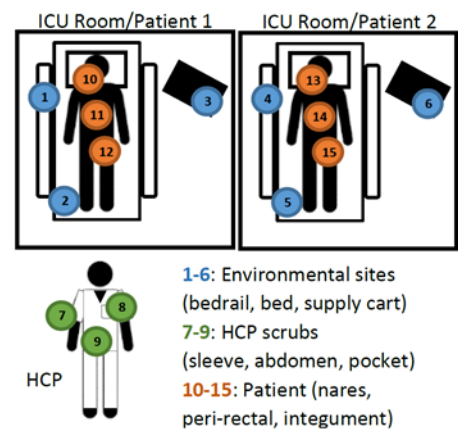 ICU Room/Patient 1 ICU Room/Patient 2
10 13
1 3 4 6
11 14
12 15
2 5
1-6: Environmental sites
(bedrail, bed, supply cart)
7 8
7-9: HCP scrubs
9
(sleeve, abdomen, pocket)
HCP
10-15: Patient (nares,
peri-rectal, integument)